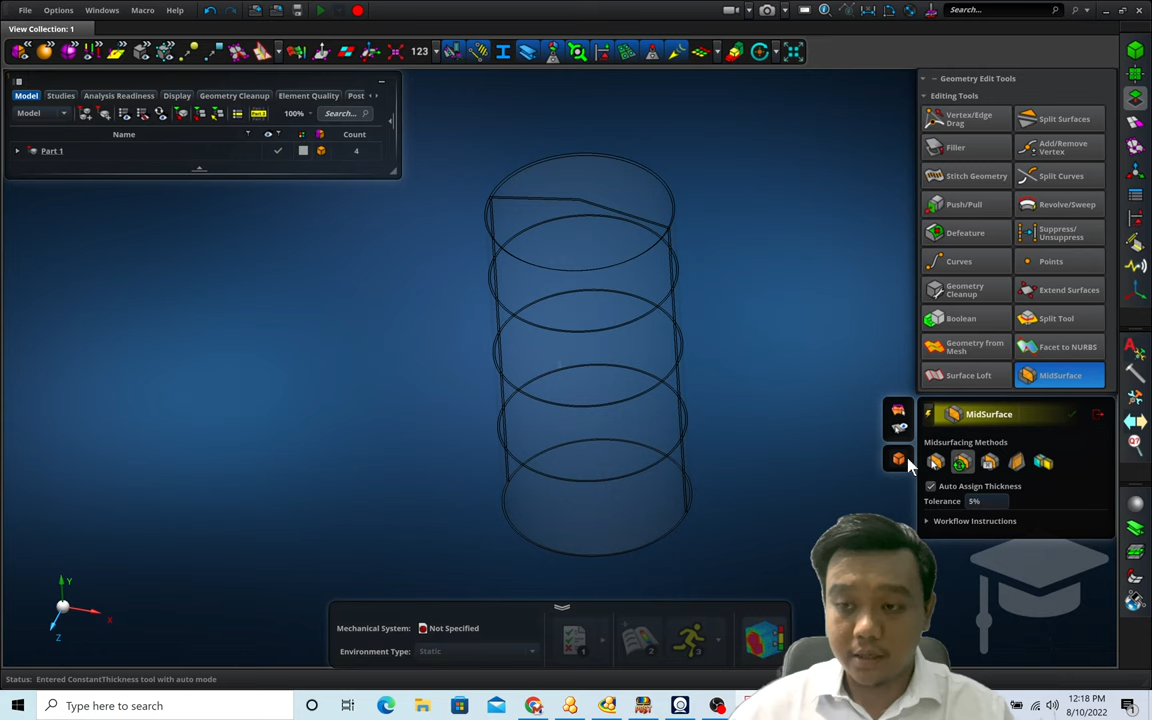 File Options Windows Macro Help Search...
View Collection: 1
123
Model Studies Analysis Readiness Display Geometry Cleanup Element Quality Post
Model Part 1 100% Search...
Name Count
Part 1 4
Geometry Edit Tools
Editing Tools
Vertex/Edge Drag Split Surfaces
Filler Add/Remove Vertex
Stitch Geometry Split Curves
Push/Pull Revolve/Sweep
Defeature Suppress/ Unsuppress
Curves Points
Geometry Cleanup Extend Surfaces
Boolean Split Tool
Geometry from Mesh Facet to NURBS
Surface Loft MidSurface
MidSurface
Midsurfacing Methods
Auto Assign Thickness
Tolerance 5%
Workflow Instructions
Y
X
Z
Mechanical System: Not Specified
Environment Type: Static
1 2 3
Status: Entered ConstantThickness tool with auto mode
Type here to search
12:18 PM
8/10/2022